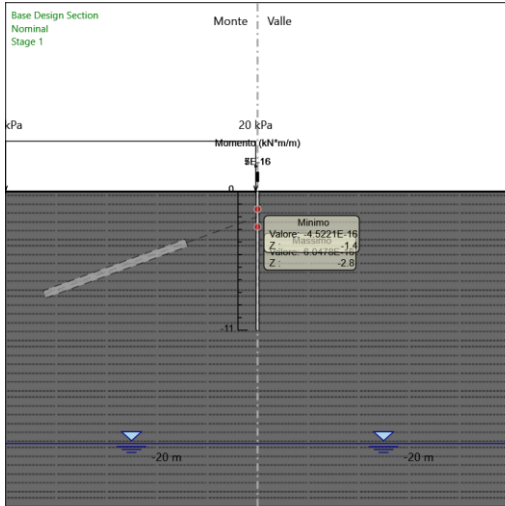 Base Design Section
Nominal
Stage 1
Monte
Valle
kPa
20 kPa
Momento (kN*m/m)
0
Minimo
Valore: -4.5221E-16
Z : -1.4
Massimo
Z : -2.8
-11
-20 m
-20 m